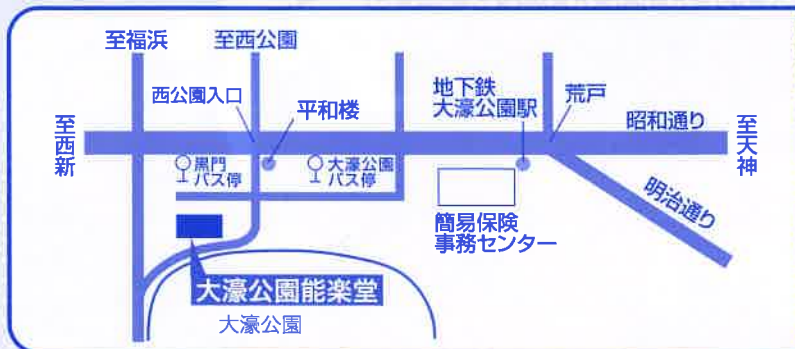 至福浜
至西公園
西公園入口
平和楼
地下鉄
大濠公園駅
荒戸
昭和通り
至西新
至天神
黒門
バス停
大濠公園
バス停
明治通り
簡易保険
事務センター
大濠公園能楽堂
大濠公園